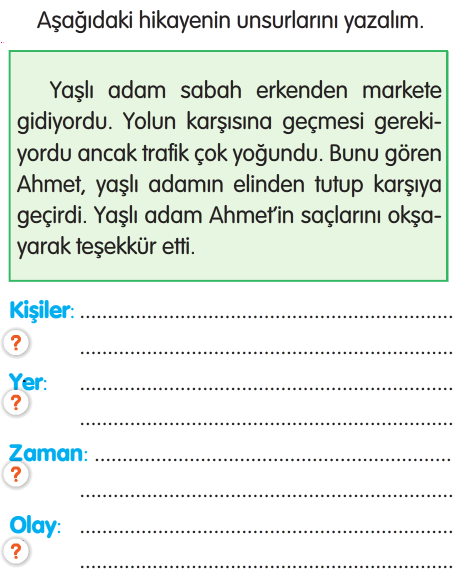 Aşağıdaki hikayenin unsurlarını yazalım.
Yaşlı adam sabah erkenden markete
gidiyordu. Yolun karşısına geçmesi gereki-
yordu ancak trafik çok yoğundu. Bunu gören
Ahmet, yaşlı adamın elinden tutup karşıya
geçirdi. Yaşlı adam Ahmet'in saçlarını okşa-
yarak teşekkür etti.
Kişiler: ........................................................
?
........................................................
Yer: ........................................................
?
........................................................
Zaman: ......................................................
?
........................................................
Olay: ........................................................
?
........................................................